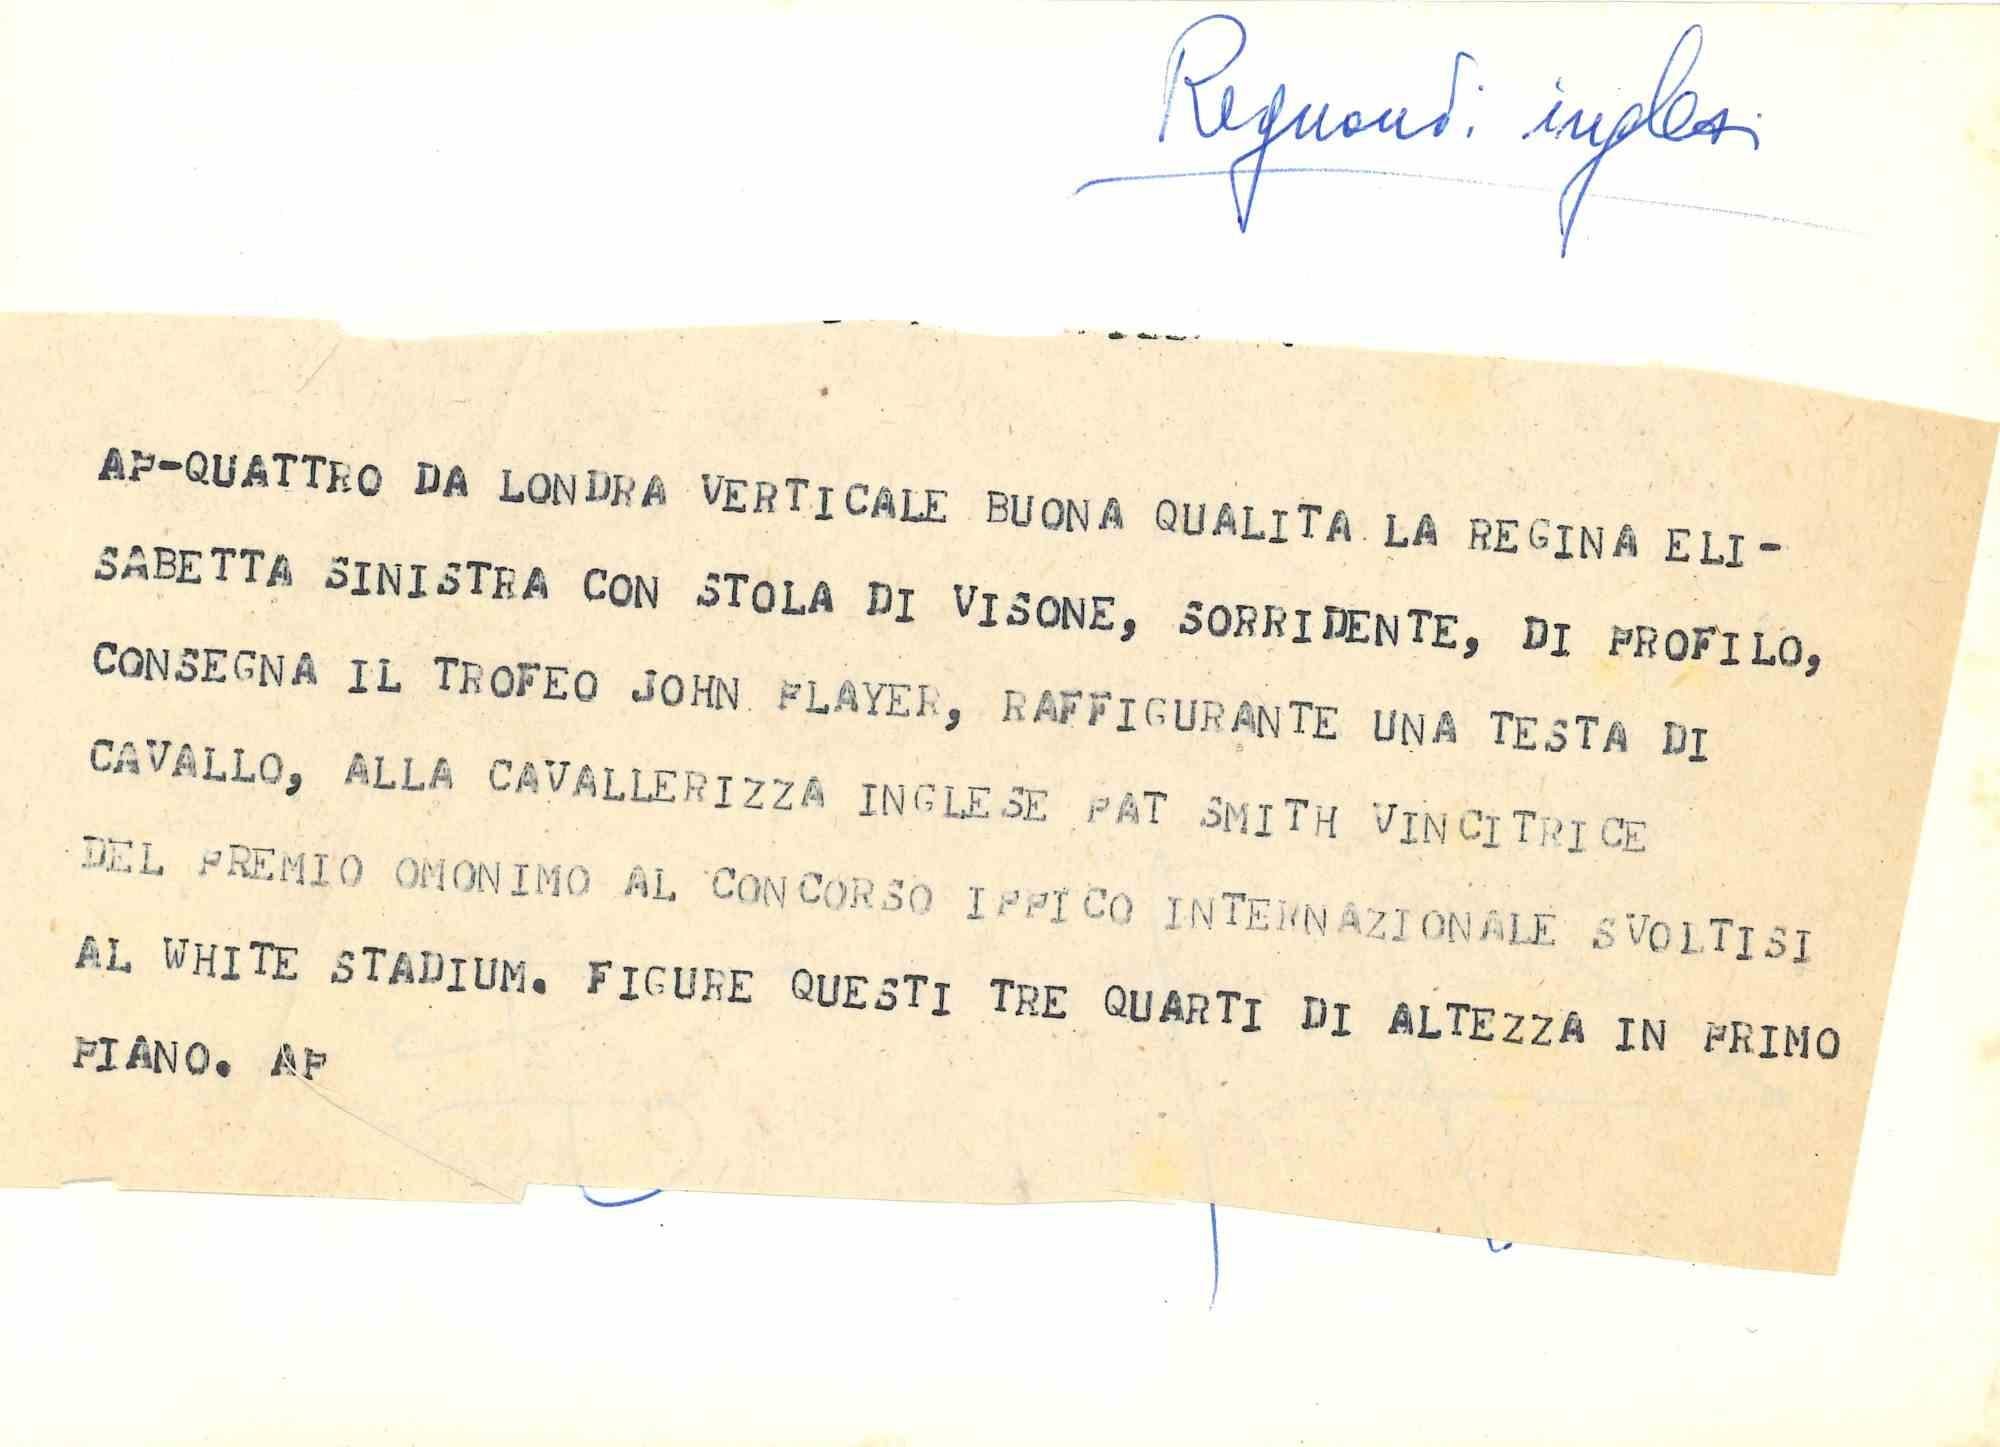 Regnanti inglesi
AP-QUATTRO DA LONDRA VERTICALE BUONA QUALITA LA REGINA ELI-
SABETTA SINISTRA CON STOLA DI VISONE, SORRIDENTE, DI PROFILO,
CONSEGNA IL TROFEO JOHN PLAYER, RAFFIGURANTE UNA TESTA DI
CAVALLO, ALLA CAVALLERIZZA INGLESE PAT SMITH VINCITRICE
DEL PREMIO OMONIMO AL CONCORSO IPPICO INTERNAZIONALE SVOLTISI
AL WHITE STADIUM. FIGURE QUESTI TRE QUARTI DI ALTEZZA IN PRIMO
PIANO. AP